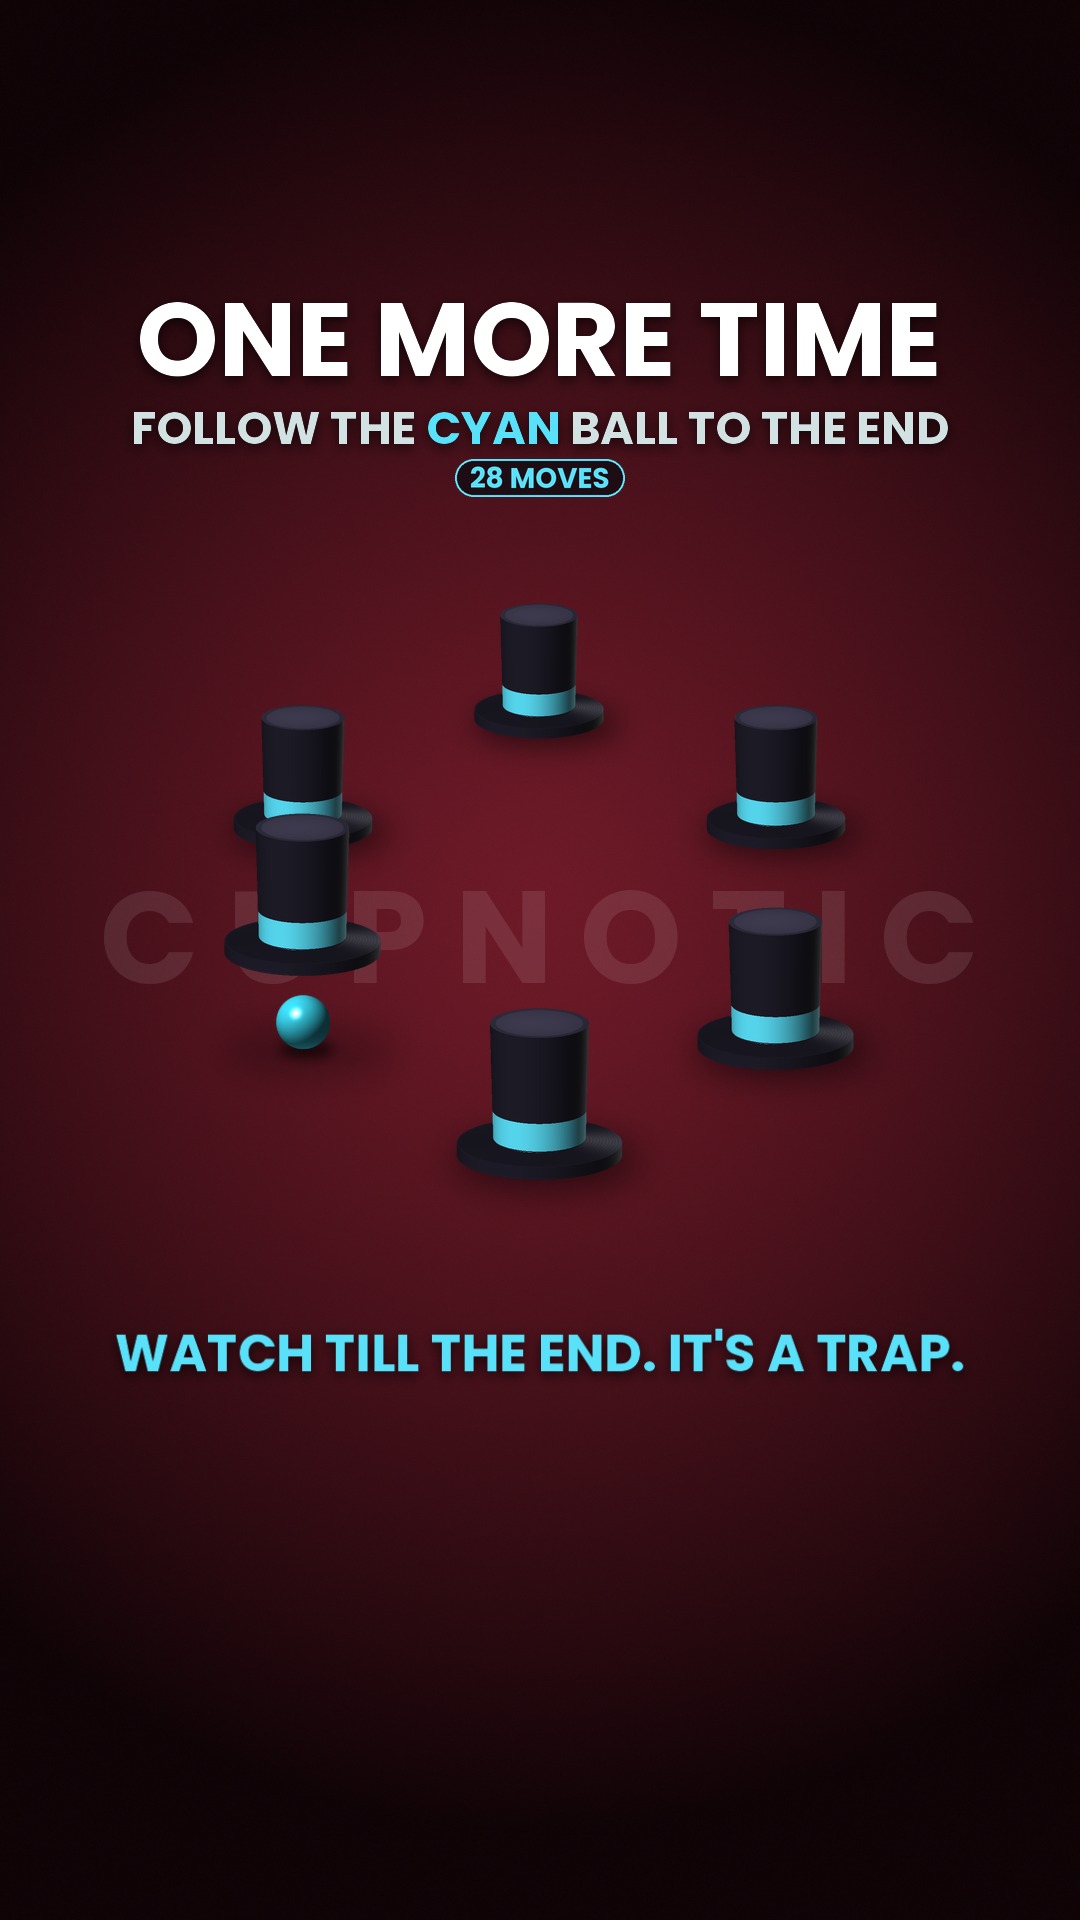 ONE MORE TIME
FOLLOW THE CYAN BALL TO THE END
28 MOVES
CUPNOTIC
WATCH TILL THE END. IT'S A TRAP.